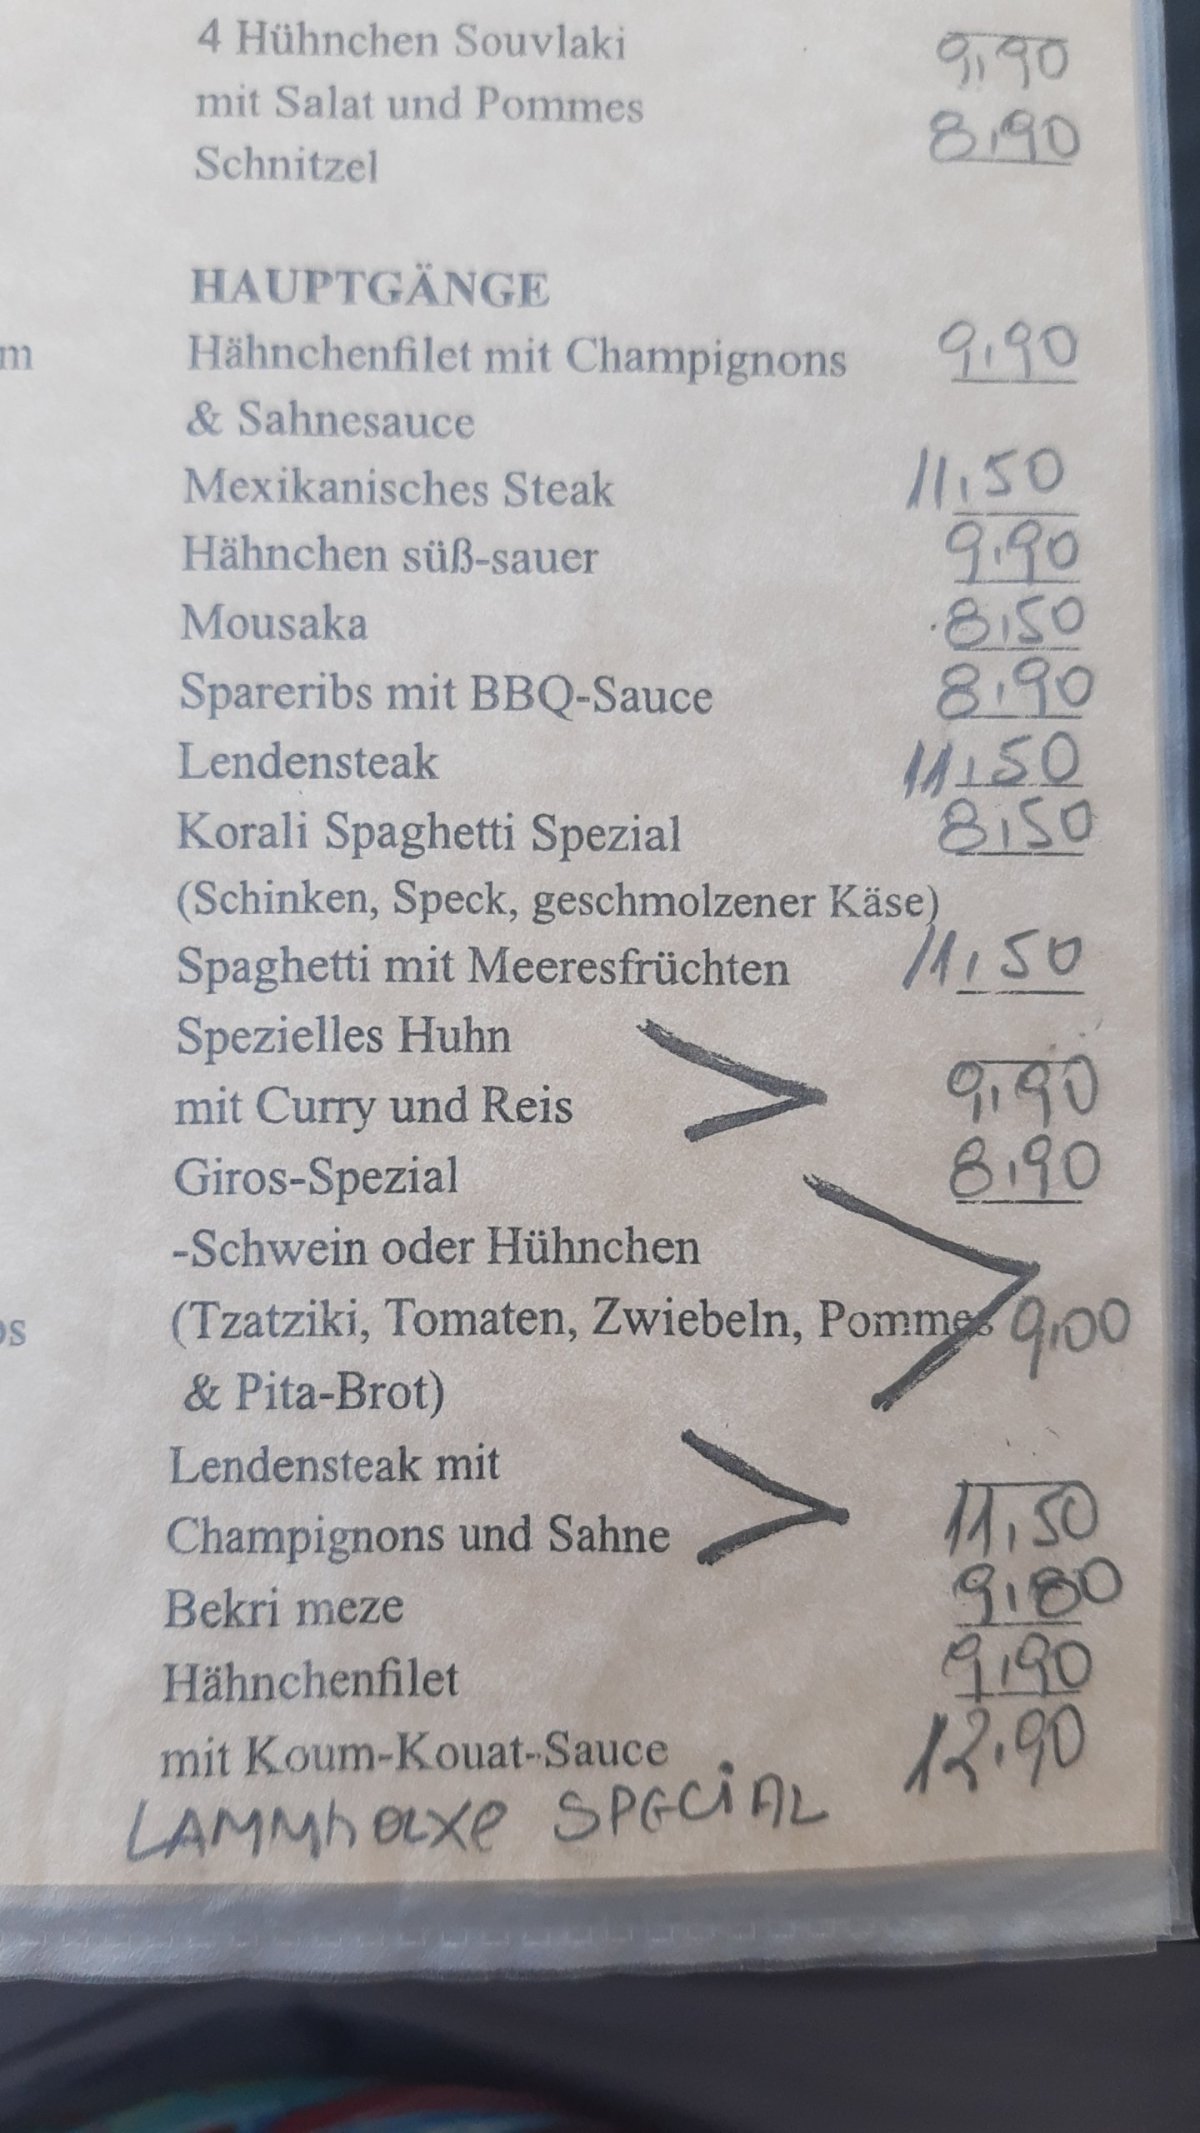 4 Hühnchen Souvlaki 9,90
mit Salat und Pommes
Schnitzel 8,90
HAUPTGÄNGE
m
Hähnchenfilet mit Champignons 9,90
& Sahnesauce
Mexikanisches Steak 11,50
Hähnchen süß-sauer 9,90
Mousaka 8,50
Spareribs mit BBQ-Sauce 8,90
Lendensteak 11,50
Korali Spaghetti Spezial 8,50
(Schinken, Speck, geschmolzener Käse)
Spaghetti mit Meeresfrüchten 11,50
Spezielles Huhn
mit Curry und Reis 9,90
Giros-Spezial 8,90
-Schwein oder Hühnchen
os
(Tzatziki, Tomaten, Zwiebeln, Pommes 9,00
& Pita-Brot)
Lendensteak mit
Champignons und Sahne 11,50
Bekri meze 9,80
Hähnchenfilet 9,90
mit Koum-Kouat-Sauce 12,90
SPECiAL